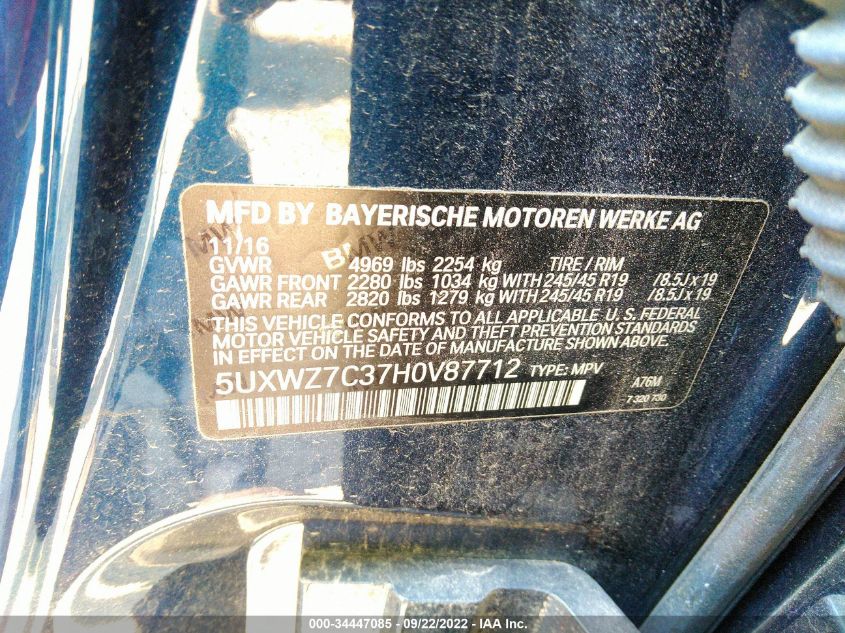 MFD BY BAYERISCHE MOTOREN WERKE AG
11/16
GVWR 4969 lbs 2254 kg TIRE / RIM
GAWR FRONT 2280 lbs 1034 kg WITH 245/45 R19 /8.5J x 19
GAWR REAR 2820 lbs 1279 kg WITH 245/45 R19 /8.5J x 19
THIS VEHICLE CONFORMS TO ALL APPLICABLE U.S. FEDERAL
MOTOR VEHICLE SAFETY AND THEFT PREVENTION STANDARDS
IN EFFECT ON THE DATE OF MANUFACTURE SHOWN ABOVE.
5UXWZ7C37H0V87712 TYPE: MPV
A76M
7 320 730
000-34447085 - 09/22/2022 - IAA Inc.